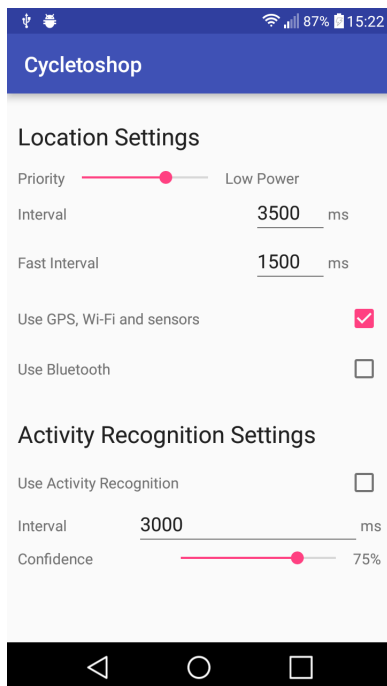 87% 15:22
Cycletoshop
Location Settings
Priority Low Power
Interval 3500 ms
Fast Interval 1500 ms
Use GPS, Wi-Fi and sensors
Use Bluetooth
Activity Recognition Settings
Use Activity Recognition
Interval 3000 ms
Confidence 75%